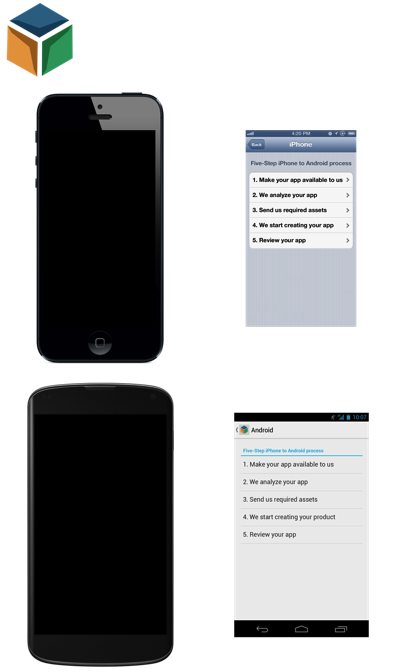 4:20 PM
Back
iPhone
Five-Step iPhone to Android process
1. Make your app available to us
2. We analyze your app
3. Send us required assets
4. We start creating your app
5. Review your app
10:07
Android
Five-Step iPhone to Android process
1. Make your app available to us
2. We analyze your app
3. Send us required assets
4. We start creating your product
5. Review your app